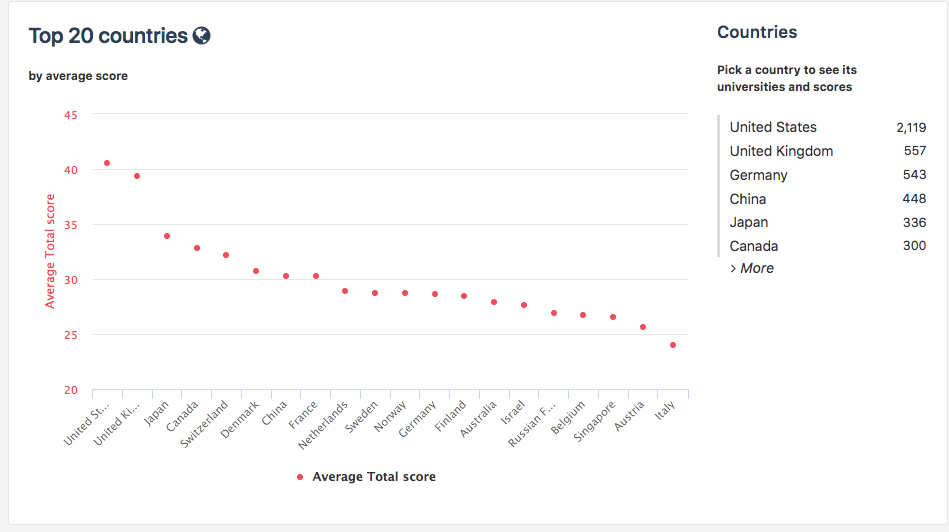 Top 20 countries
by average score
45
40
35
30
25
20
Average Total score
United St...
United Ki...
Japan
Canada
Switzerland
Denmark
China
France
Netherlands
Sweden
Norway
Germany
Finland
Australia
Israel
Russian F...
Belgium
Singapore
Austria
Italy
Average Total score
Countries
Pick a country to see its
universities and scores
United States 2,119
United Kingdom 557
Germany 543
China 448
Japan 336
Canada 300
> More